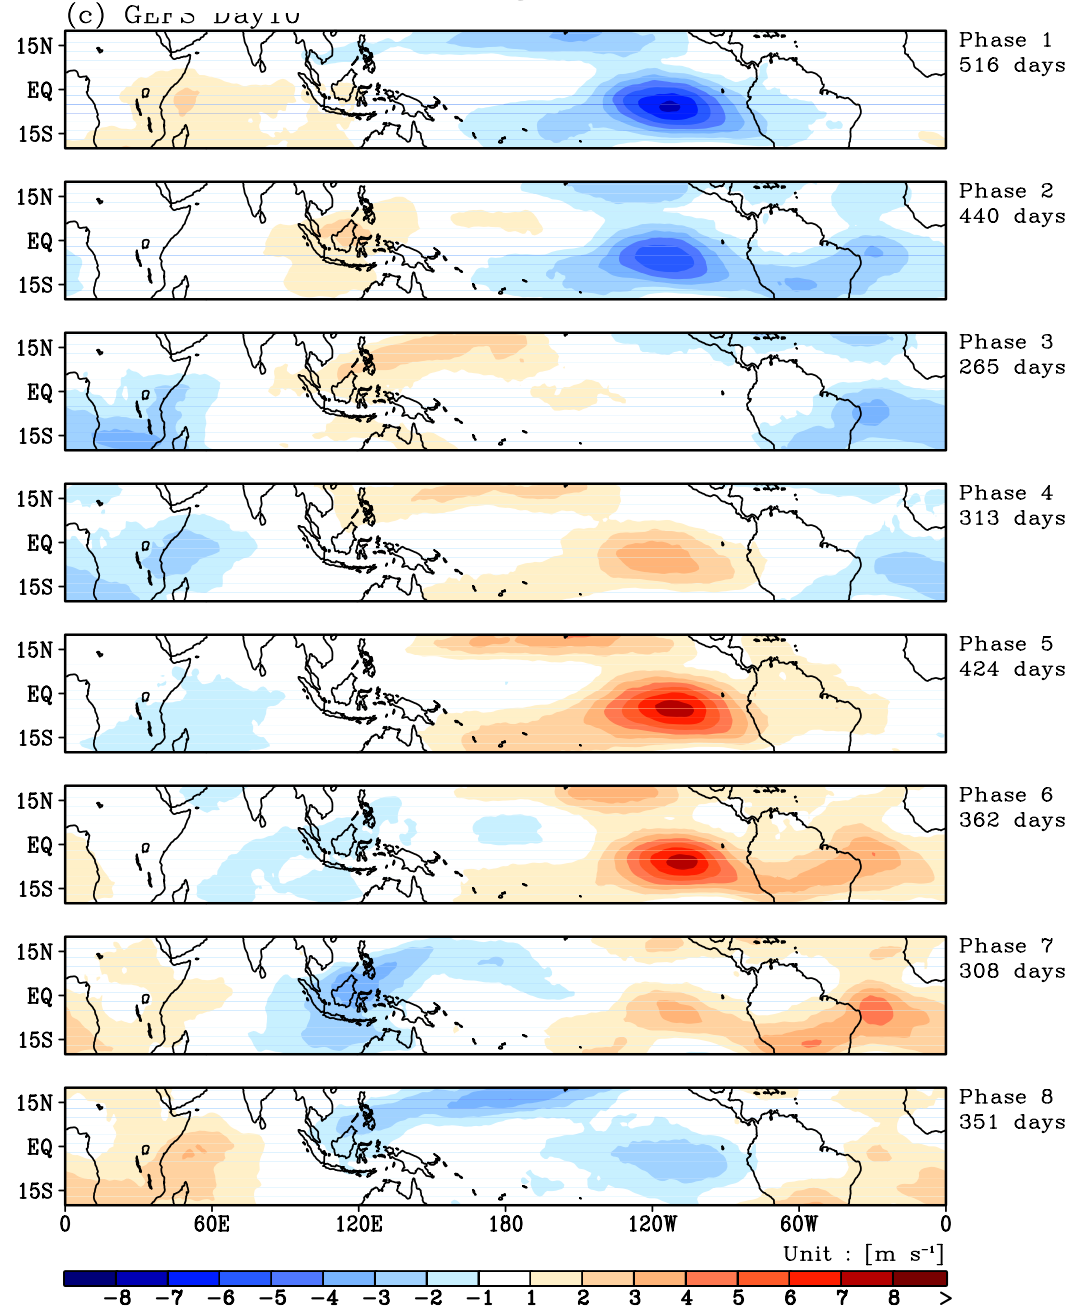 (c) GEFS Day10
15N
EQ
15S
Phase 1
516 days
15N
EQ
15S
Phase 2
440 days
15N
EQ
15S
Phase 3
265 days
15N
EQ
15S
Phase 4
313 days
15N
EQ
15S
Phase 5
424 days
15N
EQ
15S
Phase 6
362 days
15N
EQ
15S
Phase 7
308 days
15N
EQ
15S
Phase 8
351 days
0 60E 120E 180 120W 60W 0
Unit : [m s⁻¹]
-8 -7 -6 -5 -4 -3 -2 -1 1 2 3 4 5 6 7 8 >